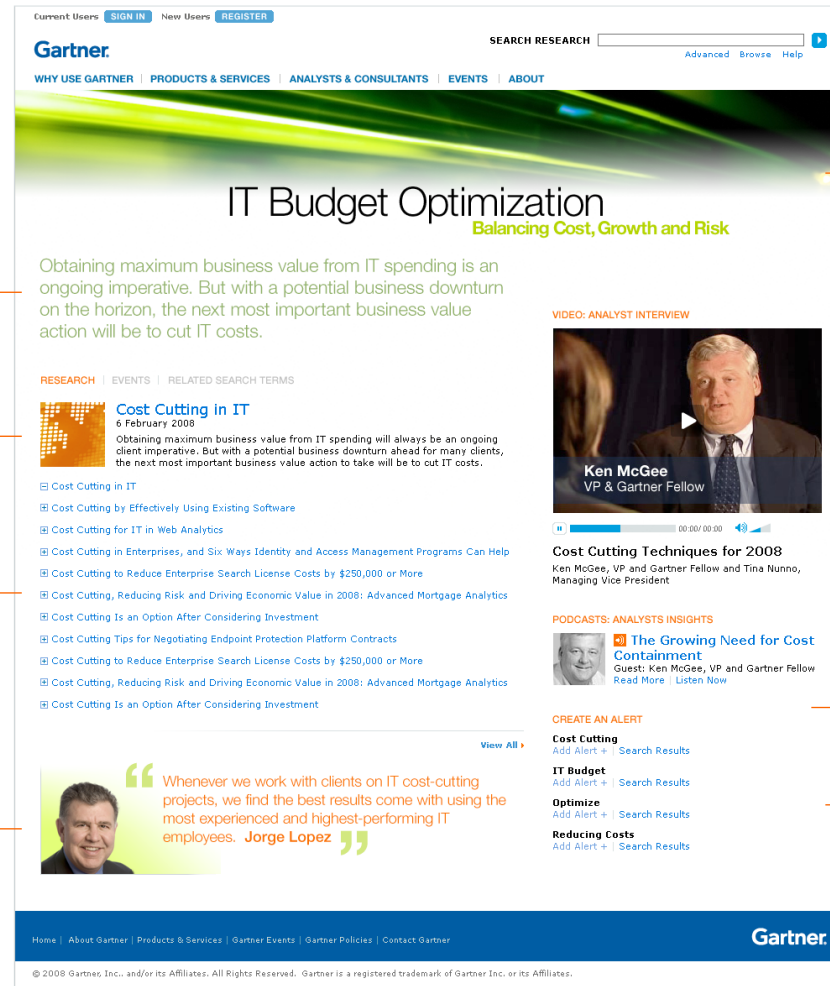 Current Users SIGN IN New Users REGISTER
Gartner.
SEARCH RESEARCH
Advanced Browse Help
WHY USE GARTNER | PRODUCTS & SERVICES | ANALYSTS & CONSULTANTS | EVENTS | ABOUT
IT Budget Optimization
Balancing Cost, Growth and Risk
Obtaining maximum business value from IT spending is an
ongoing imperative. But with a potential business downturn
on the horizon, the next most important business value
action will be to cut IT costs.
RESEARCH | EVENTS | RELATED SEARCH TERMS
Cost Cutting in IT
6 February 2008
Obtaining maximum business value from IT spending will always be an ongoing
client imperative. But with a potential business downturn ahead for many clients,
the next most important business value action to take will be to cut IT costs.
Cost Cutting in IT
Cost Cutting by Effectively Using Existing Software
Cost Cutting for IT in Web Analytics
Cost Cutting in Enterprises, and Six Ways Identity and Access Management Programs Can Help
Cost Cutting to Reduce Enterprise Search License Costs by $250,000 or More
Cost Cutting, Reducing Risk and Driving Economic Value in 2008: Advanced Mortgage Analytics
Cost Cutting Is an Option After Considering Investment
Cost Cutting Tips for Negotiating Endpoint Protection Platform Contracts
Cost Cutting to Reduce Enterprise Search License Costs by $250,000 or More
Cost Cutting, Reducing Risk and Driving Economic Value in 2008: Advanced Mortgage Analytics
Cost Cutting Is an Option After Considering Investment
View All
“ Whenever we work with clients on IT cost-cutting
projects, we find the best results come with using the
most experienced and highest-performing IT
employees. Jorge Lopez ”
VIDEO: ANALYST INTERVIEW
Ken McGee
VP & Gartner Fellow
00:00/ 00:00
Cost Cutting Techniques for 2008
Ken McGee, VP and Gartner Fellow and Tina Nunno,
Managing Vice President
PODCASTS: ANALYSTS INSIGHTS
The Growing Need for Cost
Containment
Guest: Ken McGee, VP and Gartner Fellow
Read More | Listen Now
CREATE AN ALERT
Cost Cutting
Add Alert + | Search Results
IT Budget
Add Alert + | Search Results
Optimize
Add Alert + | Search Results
Reducing Costs
Add Alert + | Search Results
Home | About Gartner | Products & Services | Gartner Events | Gartner Policies | Contact Gartner
Gartner.
© 2008 Gartner, Inc.. and/or its Affiliates. All Rights Reserved. Gartner is a registered trademark of Gartner Inc. or its Affiliates.